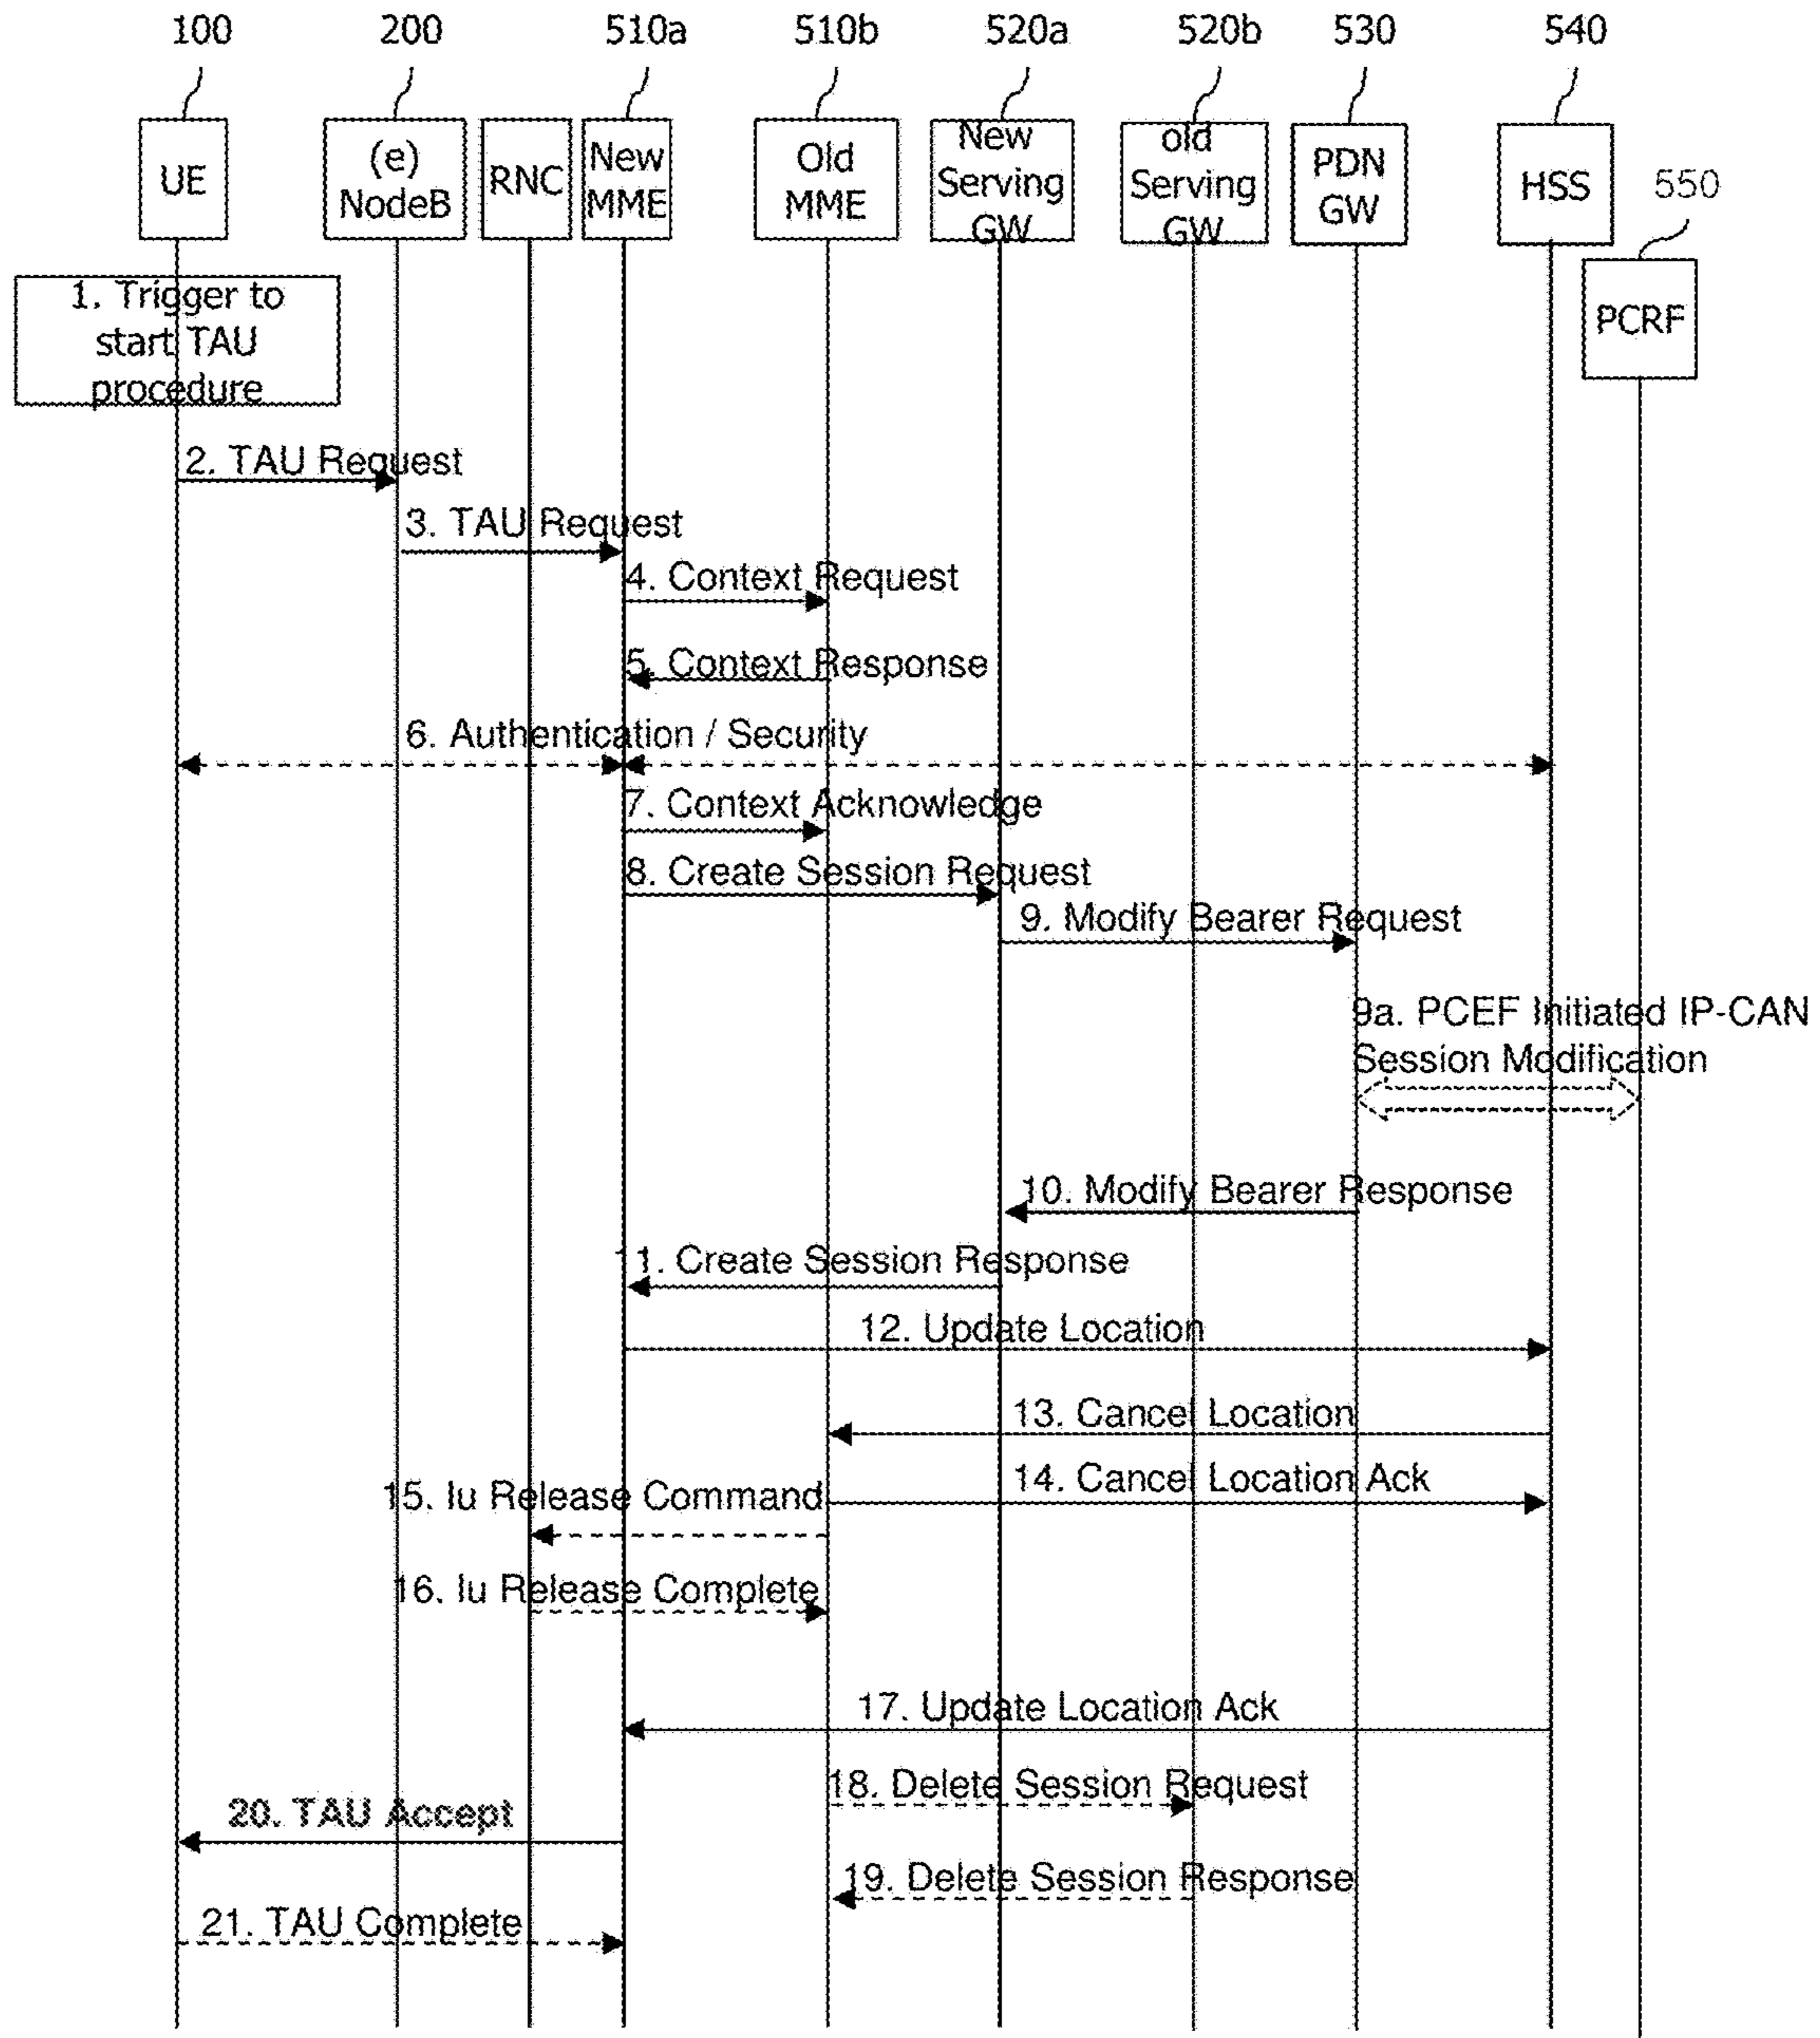 100
200
510a
510b
520a
520b
530
540
UE
(e)
NodeB
RNC
New
MME
Old
MME
New
Serving
GW
old
Serving
GW
PDN
GW
HSS
550
PCRF
1. Trigger to
start TAU
procedure
2. TAU Request
3. TAU Request
4. Context Request
5. Context Response
6. Authentication / Security
7. Context Acknowledge
8. Create Session Request
9. Modify Bearer Request
9a. PCEF Initiated IP-CAN
Session Modification
10. Modify Bearer Response
11. Create Session Response
12. Update Location
13. Cancel Location
14. Cancel Location Ack
15. Iu Release Command
16. Iu Release Complete
17. Update Location Ack
18. Delete Session Request
20. TAU Accept
19. Delete Session Response
21. TAU Complete